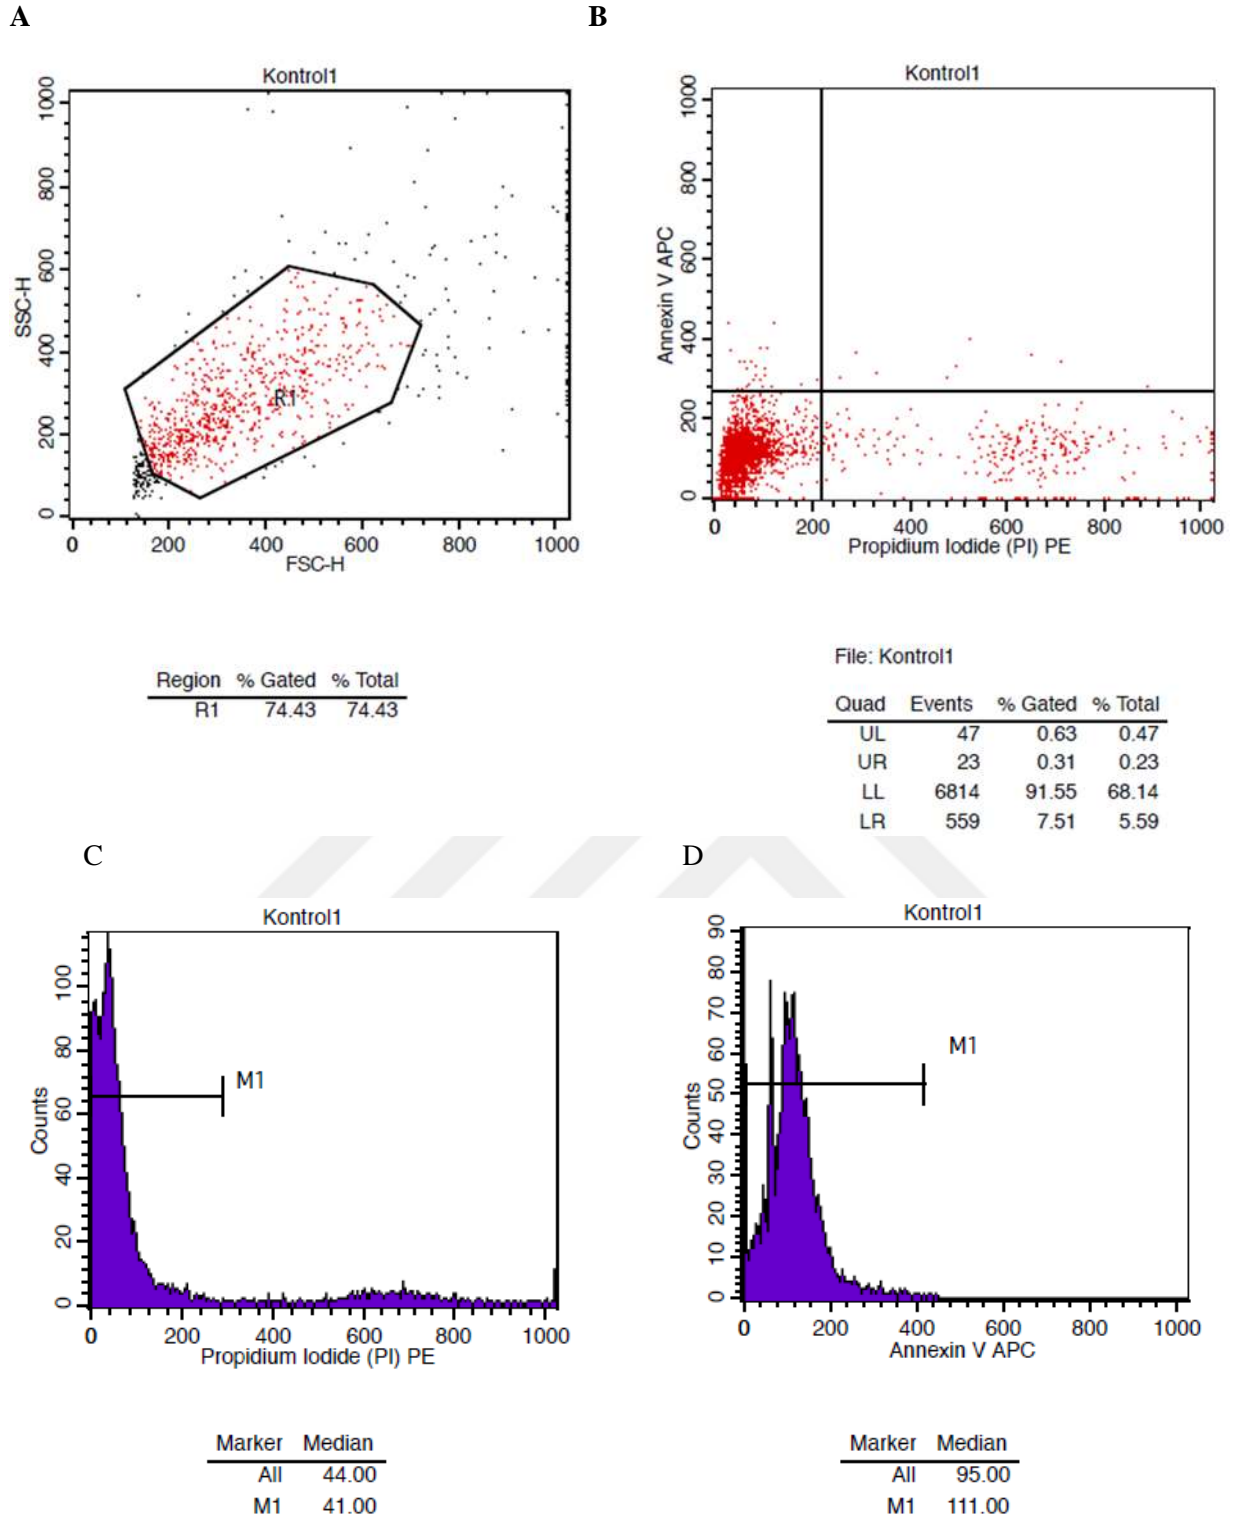 A
B
Kontrol1
1000
800
600
400
200
0
SSC-H
R1
0 200 400 600 800 1000
FSC-H
Kontrol1
1000
800
600
400
200
0
Annexin V APC
0 200 400 600 800 1000
Propidium Iodide (PI) PE
Region % Gated % Total
R1 74.43 74.43
File: Kontrol1
Quad Events % Gated % Total
UL 47 0.63 0.47
UR 23 0.31 0.23
LL 6814 91.55 68.14
LR 559 7.51 5.59
C
D
Kontrol1
100
80
60
40
20
0
Counts
M1
0 200 400 600 800 1000
Propidium Iodide (PI) PE
Kontrol1
90
80
70
60
50
40
30
20
10
0
Counts
M1
0 200 400 600 800 1000
Annexin V APC
Marker Median
All 44.00
M1 41.00
Marker Median
All 95.00
M1 111.00